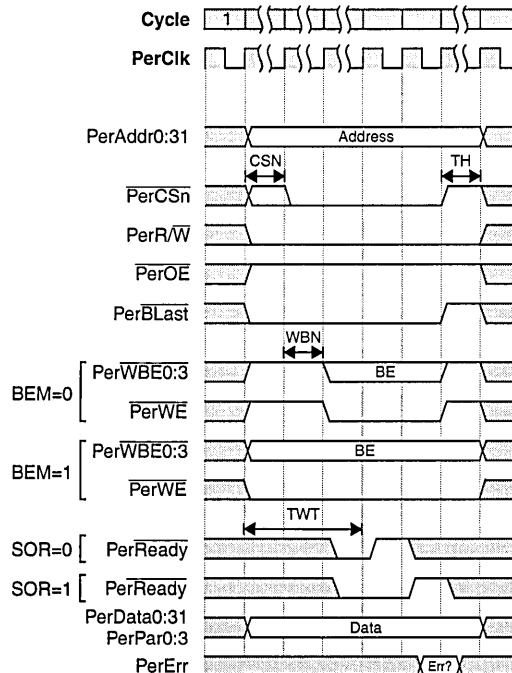 Cycle 1
PerClk
PerAddr0:31 Address
CSN TH
PerCSn
PerR/W
PerOE
PerBLast
WBN
BEM=0 [ PerWBE0:3 BE
PerWE
BEM=1 [ PerWBE0:3 BE
PerWE
TWT
SOR=0 [ PerReady
SOR=1 [ PerReady
PerData0:31
PerPar0:3 Data
PerErr Err?